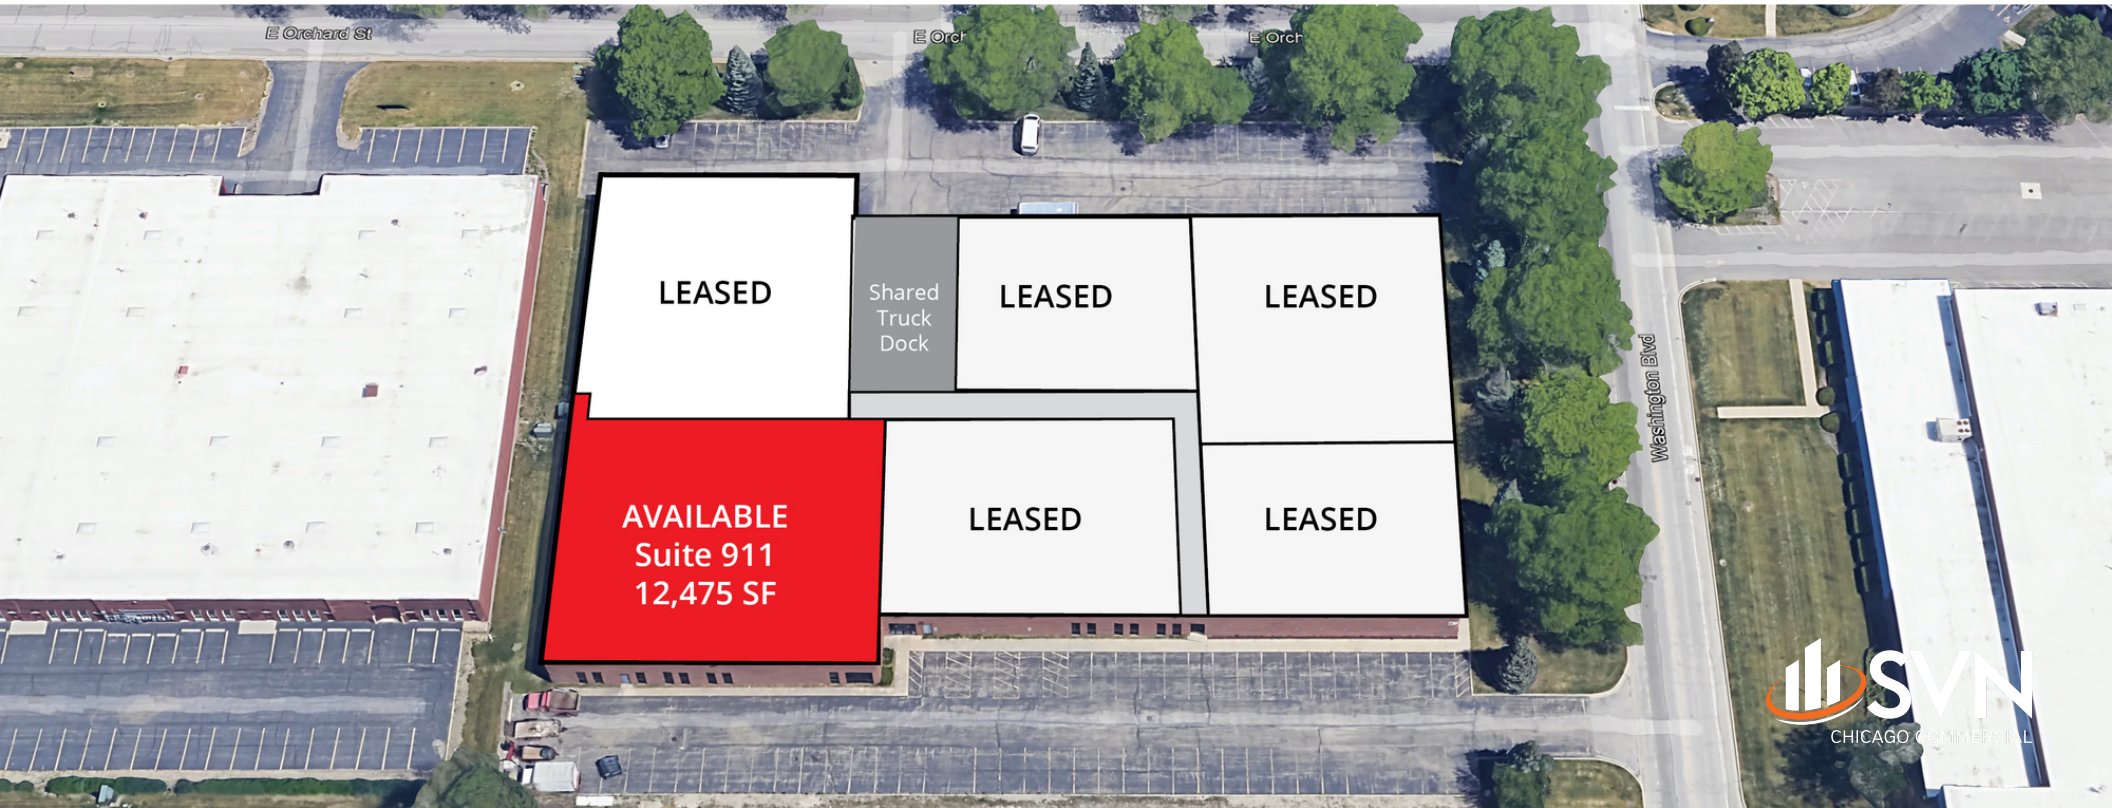 E Orchard St
E Orch
E Orch
LEASED
Shared
Truck
Dock
LEASED
LEASED
Washington Blvd
AVAILABLE
Suite 911
12,475 SF
LEASED
LEASED
SVN
CHICAGO COMMERCIAL